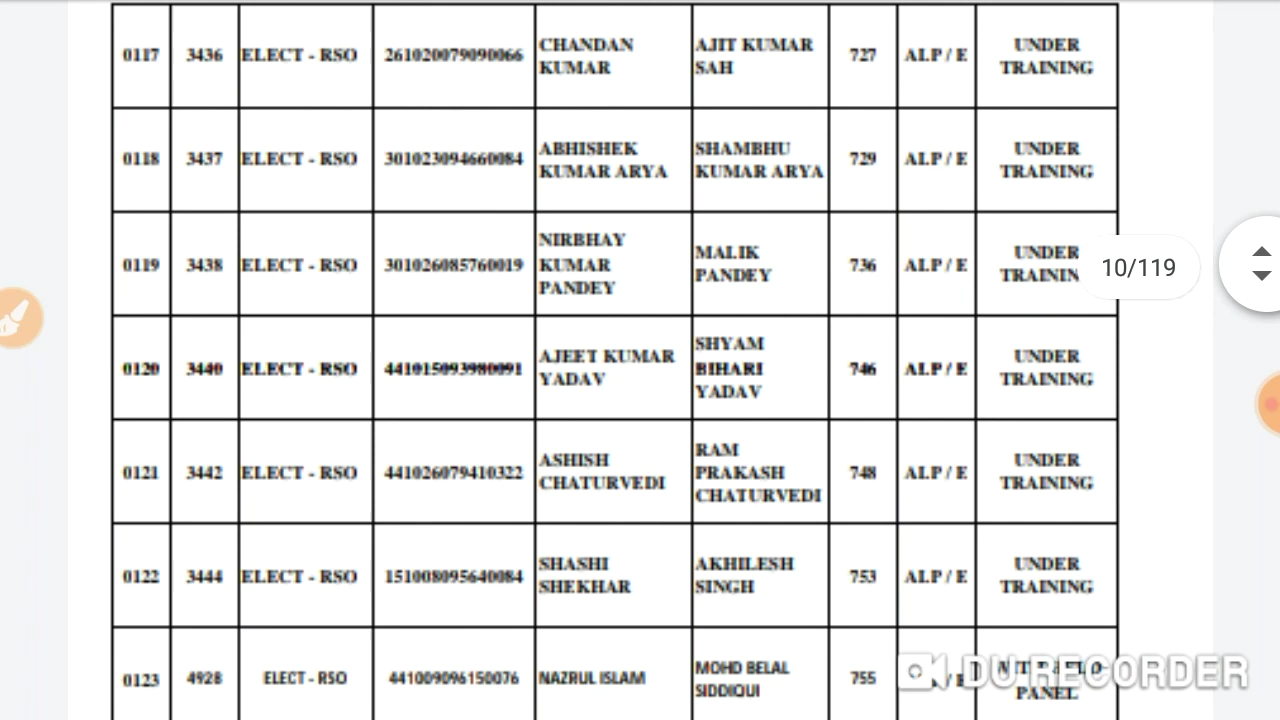 0117 3436 ELECT - RSO 261020079090066 CHANDAN KUMAR AJIT KUMAR SAH 727 ALP / E UNDER TRAINING
0118 3437 ELECT - RSO 301023094660084 ABHISHEK KUMAR ARYA SHAMBHU KUMAR ARYA 729 ALP / E UNDER TRAINING
0119 3438 ELECT - RSO 301026085760019 NIRBHAY KUMAR PANDEY MALIK PANDEY 736 ALP / E UNDER
10/119
0120 3440 ELECT - RSO 441015093980091 AJEET KUMAR YADAV SHYAM BIHARI YADAV 746 ALP / E UNDER TRAINING
0121 3442 ELECT - RSO 441026079410322 ASHISH CHATURVEDI RAM PRAKASH CHATURVEDI 748 ALP / E UNDER TRAINING
0122 3444 ELECT - RSO 151008095640084 SHASHI SHEKHAR AKHILESH SINGH 753 ALP / E UNDER TRAINING
0123 4928 ELECT - RSO 441009096150076 NAZRUL ISLAM MOHD BELAL SIDDIQUI 755 PANEL
DU RECORDER